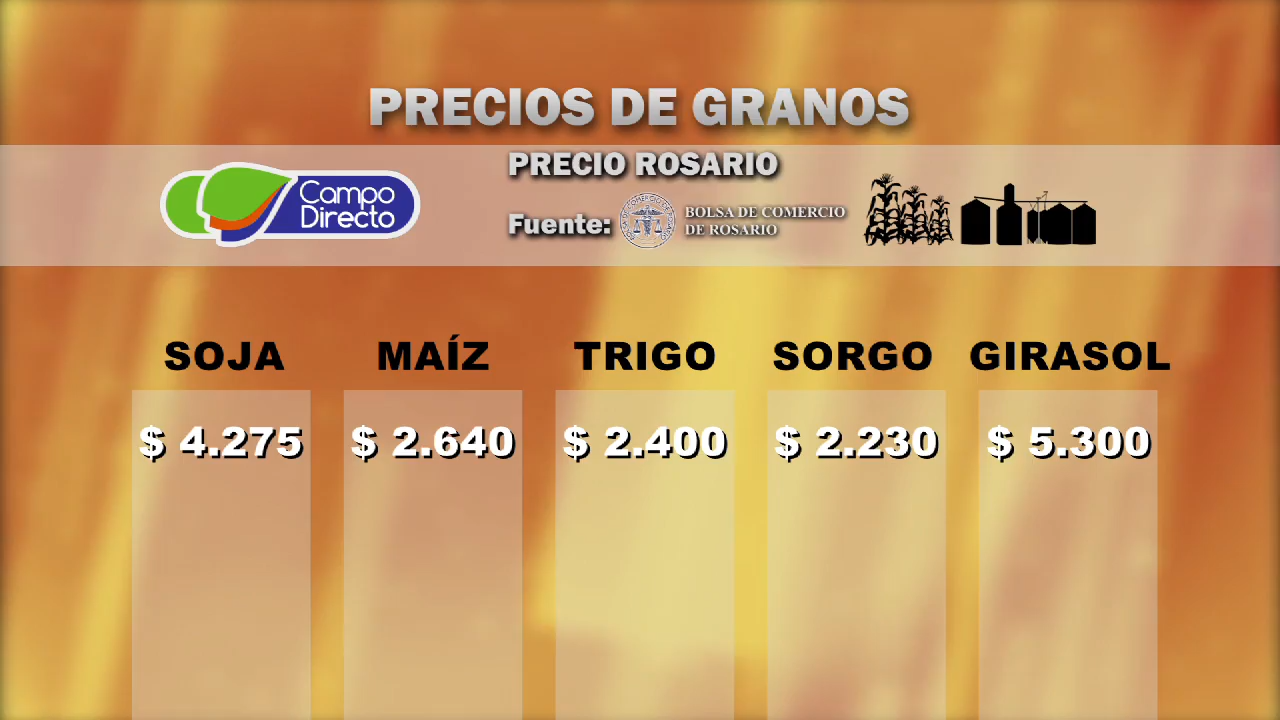 PRECIOS DE GRANOS
PRECIO ROSARIO
Campo
Directo
Fuente:
BOLSA DE COMERCIO
DE ROSARIO
SOJA MAÍZ TRIGO SORGO GIRASOL
$ 4.275 $ 2.640 $ 2.400 $ 2.230 $ 5.300